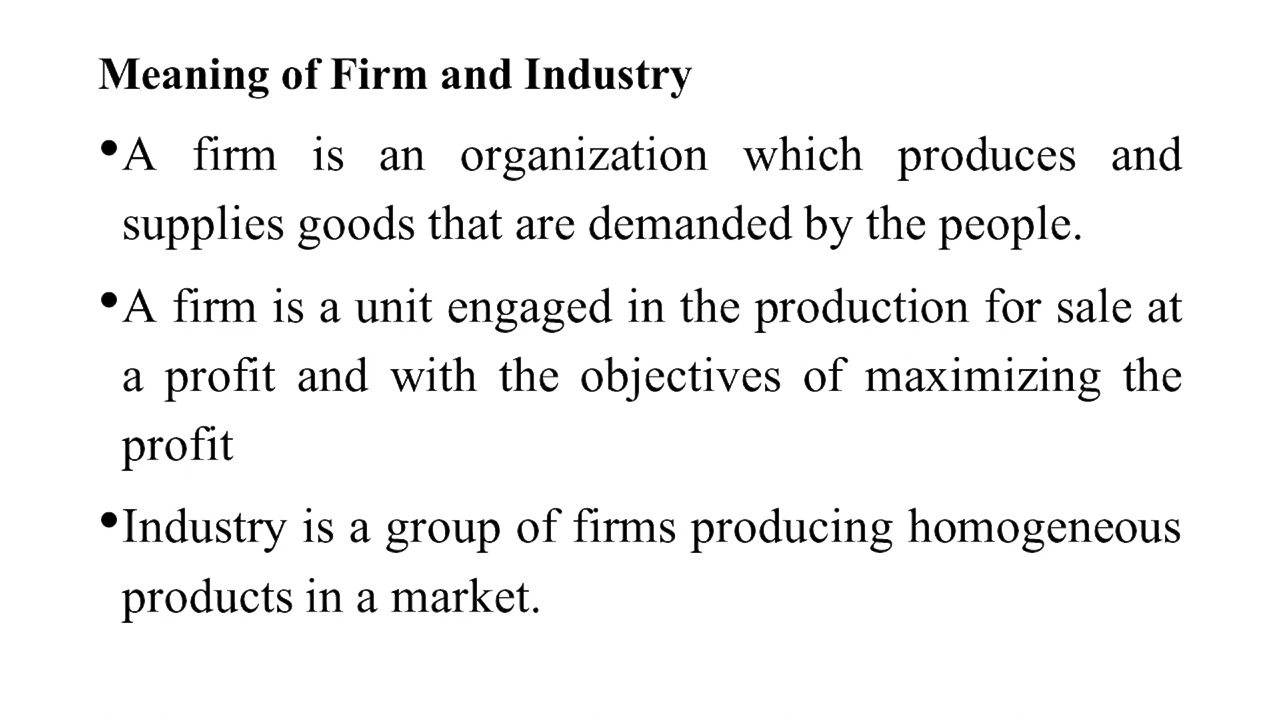 Meaning of Firm and Industry
•A firm is an organization which produces and
supplies goods that are demanded by the people.
•A firm is a unit engaged in the production for sale at
a profit and with the objectives of maximizing the
profit
•Industry is a group of firms producing homogeneous
products in a market.